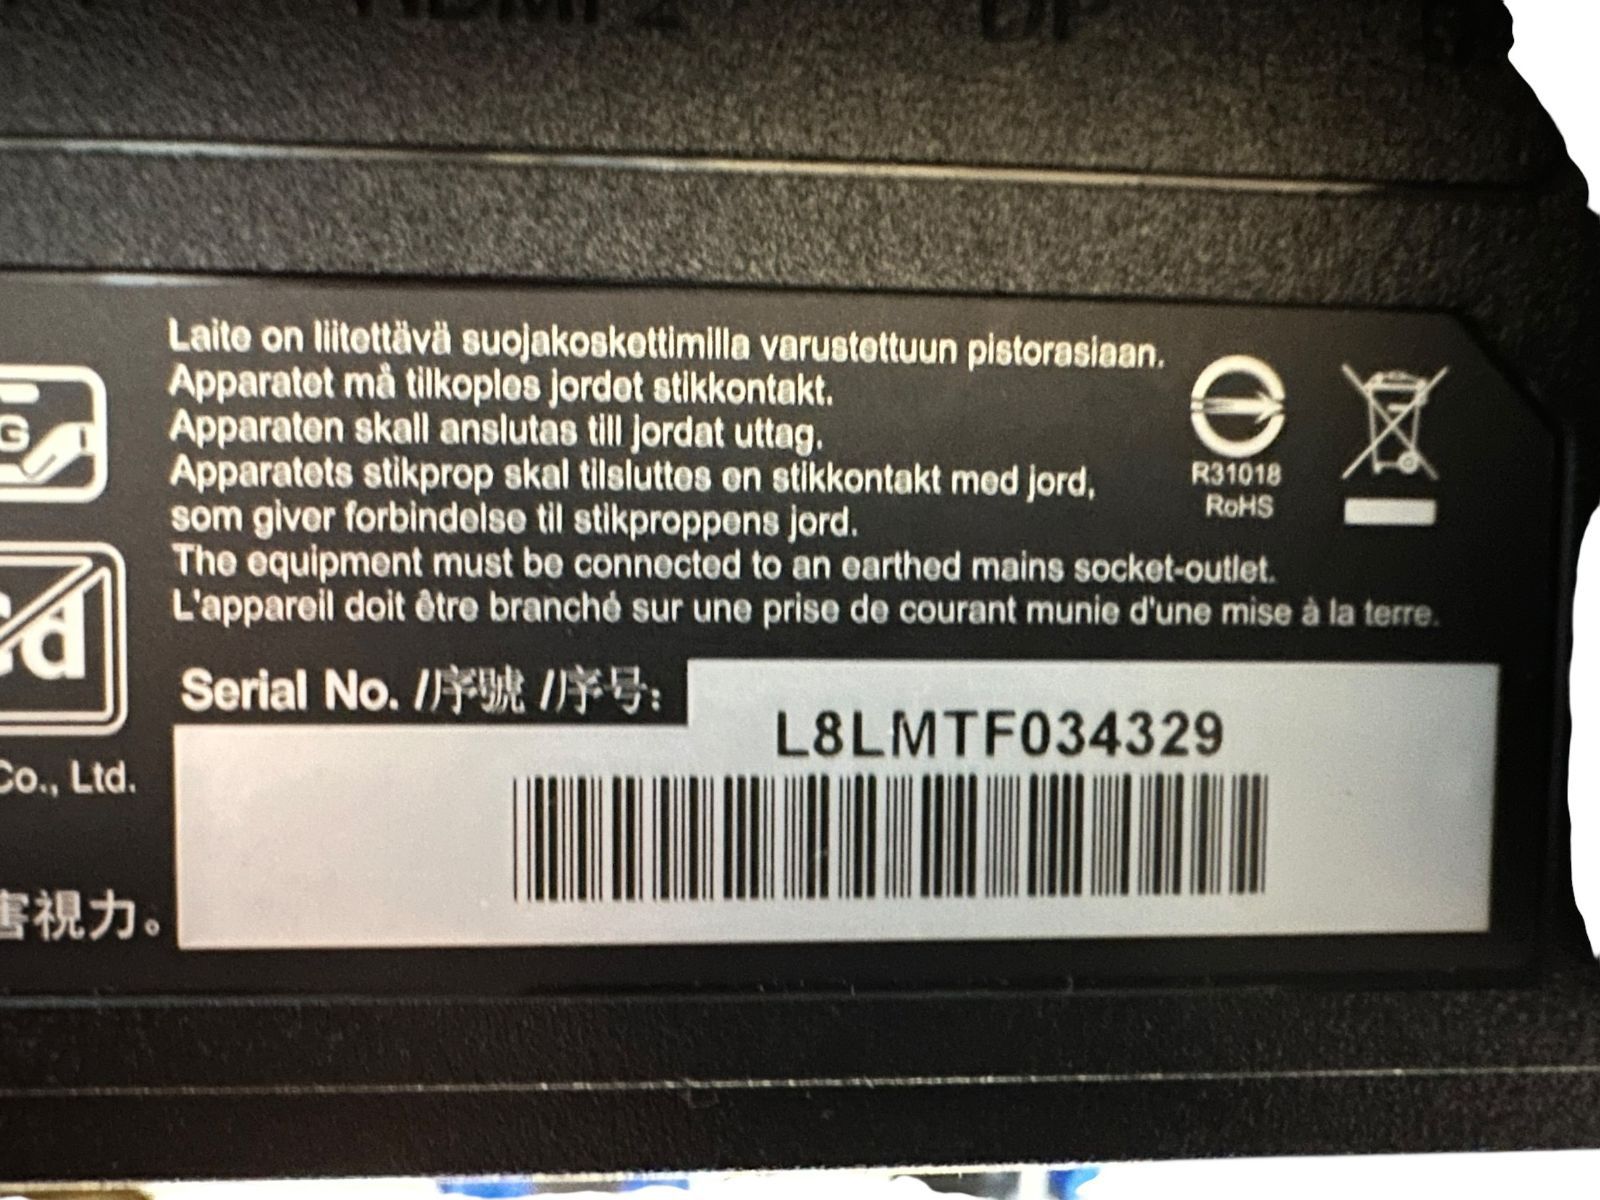 HDMI 2
DP
G
Laite on liitettävä suojakoskettimilla varustettuun pistorasiaan.
Apparatet må tilkoples jordet stikkontakt.
Apparaten skall anslutas till jordat uttag.
Apparatets stikprop skal tilsluttes en stikkontakt med jord,
som giver forbindelse til stikproppens jord.
The equipment must be connected to an earthed mains socket-outlet.
L'appareil doit être branché sur une prise de courant munie d'une mise à la terre.
R31018
RoHS
Serial No. //序號 //序号:
L8LMTF034329
Co., Ltd.
害視力。